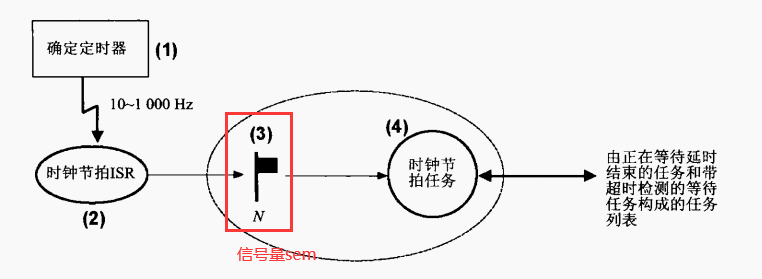 确定定时器
(1)
10~1 000 Hz
时钟节拍ISR
(2)
(3)
N
信号量sem
(4)
时钟节
拍任务
由正在等待延时
结束的任务和带
超时检测的等待
任务构成的任务
列表